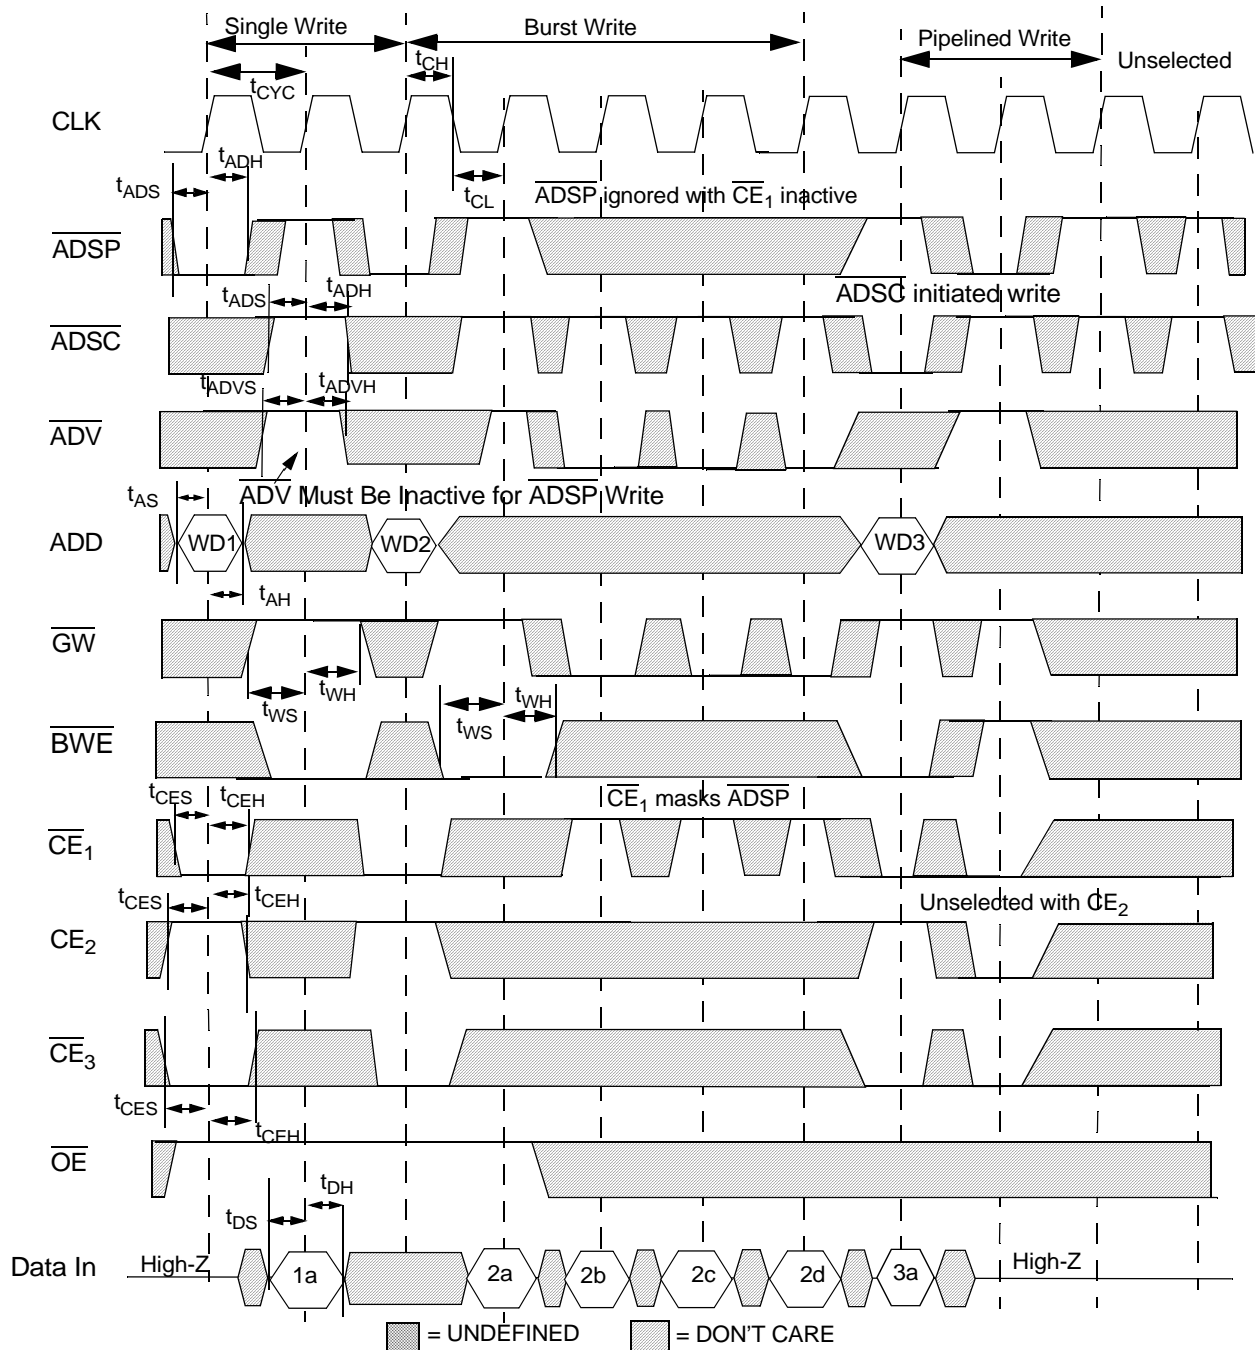 Single Write
Burst Write
Pipelined Write
Unselected
tCH
tCYC
CLK
tADH
tADS
tCL
ADSP ignored with CE1 inactive
ADSP
tADS
tADH
ADSC initiated write
ADSC
tADVS
tADVH
ADV
tAS
ADV Must Be Inactive for ADSP Write
ADD
WD1
WD2
WD3
tAH
GW
tWH
tWS
tWH
tWS
BWE
tCES
tCEH
CE1 masks ADSP
CE1
tCES
tCEH
Unselected with CE2
CE2
CE3
tCES
tCEH
OE
tDH
tDS
Data In
High-Z
1a
2a
2b
2c
2d
3a
High-Z
= UNDEFINED
= DON'T CARE